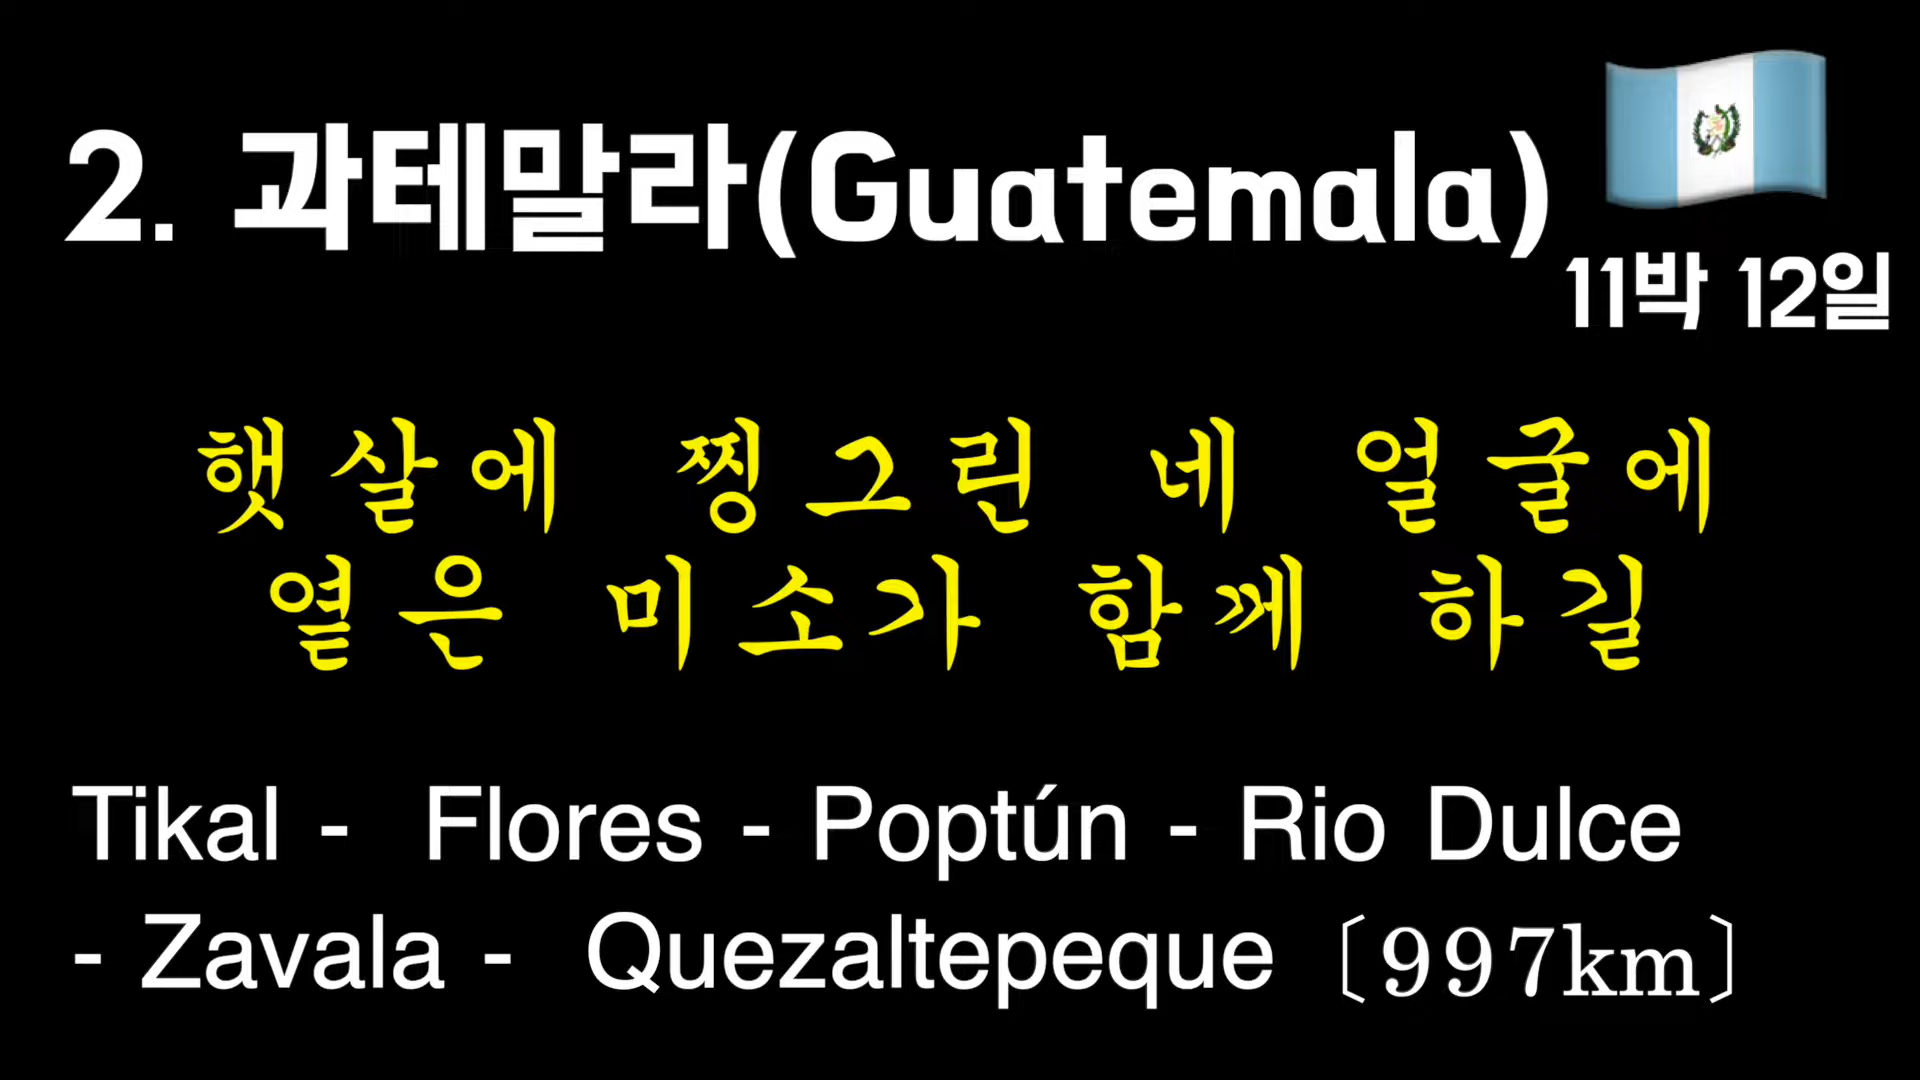 2. 과테말라(Guatemala)
11박 12일
햇살에 찡그린 네 얼굴에
옅은 미소가 함께 하길
Tikal - Flores - Poptún - Rio Dulce
- Zavala - Quezaltepeque〔997km〕